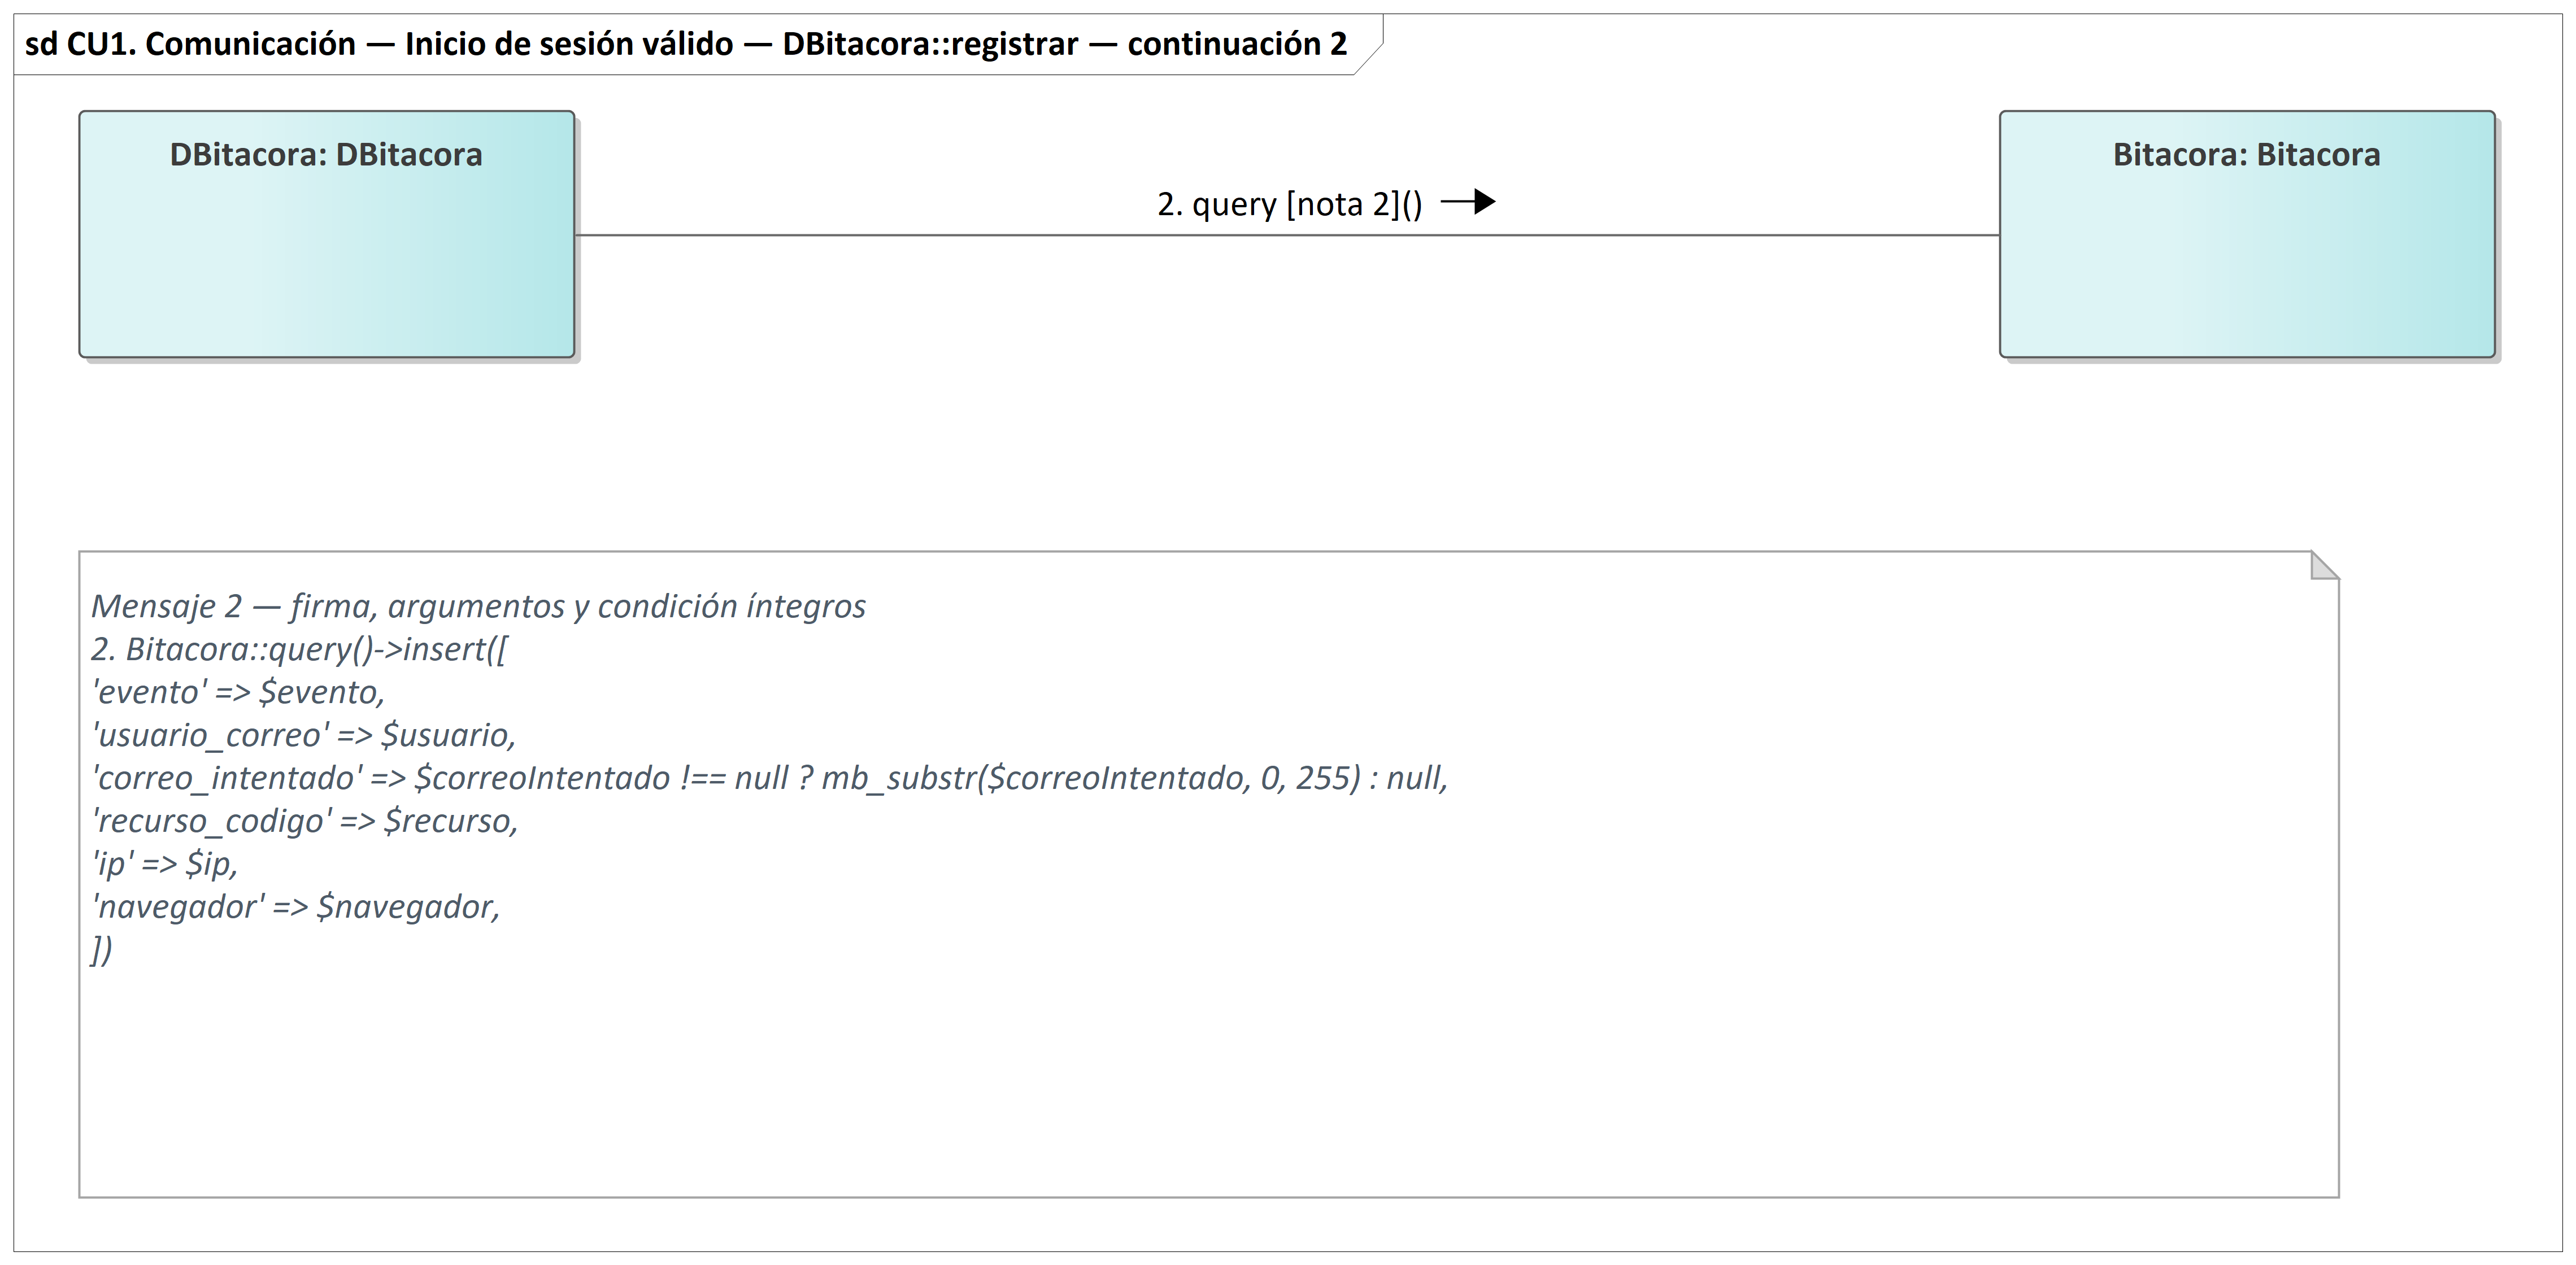 sd CU1. Comunicación — Inicio de sesión válido — DBitacora::registrar — continuación 2
DBitacora: DBitacora
Bitacora: Bitacora
2. query [nota 2]()
Mensaje 2 — firma, argumentos y condición íntegros
2. Bitacora::query()->insert([
'evento' => $evento,
'usuario_correo' => $usuario,
'correo_intentado' => $correoIntentado !== null ? mb_substr($correoIntentado, 0, 255) : null,
'recurso_codigo' => $recurso,
'ip' => $ip,
'navegador' => $navegador,
])